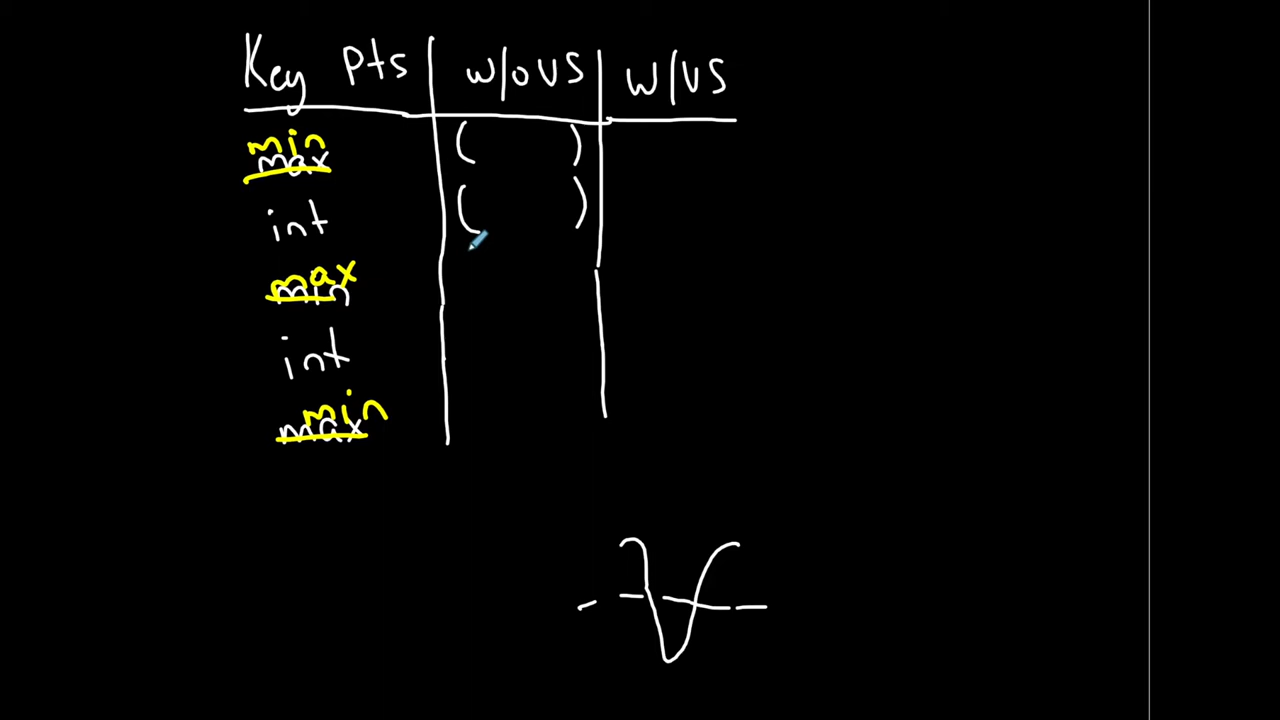 Key Pts w/o VS w/VS
min
max ( )
int ( )
max
min
int
min
max